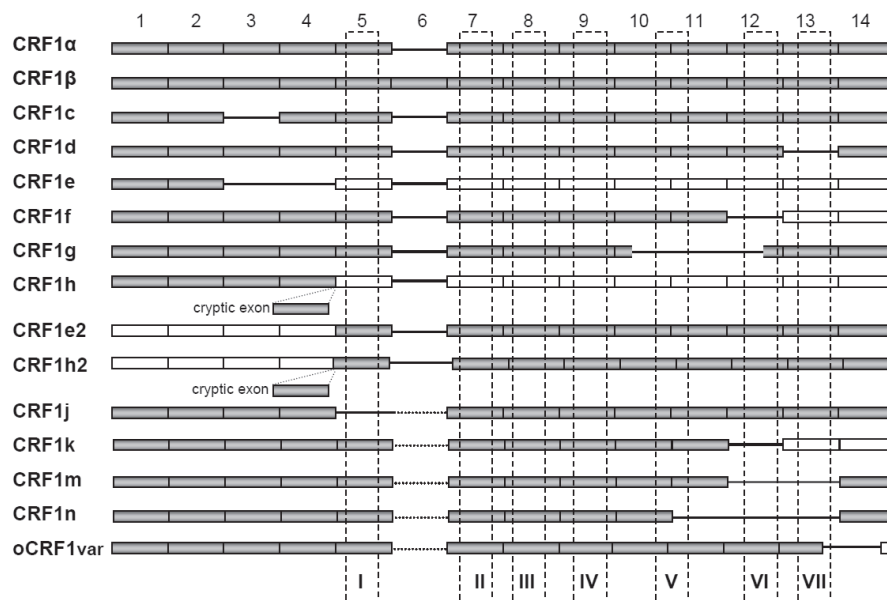 1 2 3 4 5 6 7 8 9 10 11 12 13 14
CRF1α
CRF1β
CRF1c
CRF1d
CRF1e
CRF1f
CRF1g
CRF1h
cryptic exon
CRF1e2
CRF1h2
cryptic exon
CRF1j
CRF1k
CRF1m
CRF1n
oCRF1var
I II III IV V VI VII